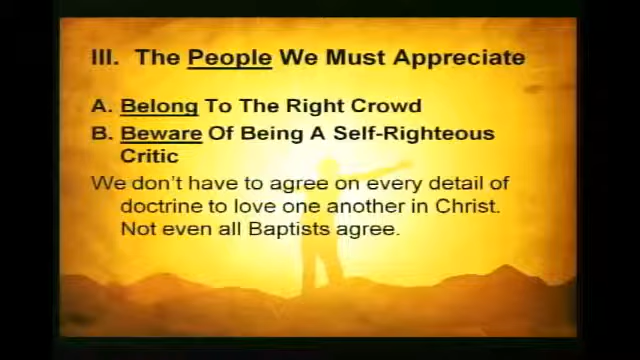 III. The People We Must Appreciate
A. Belong To The Right Crowd
B. Beware Of Being A Self-Righteous
Critic
We don't have to agree on every detail of
doctrine to love one another in Christ.
Not even all Baptists agree.